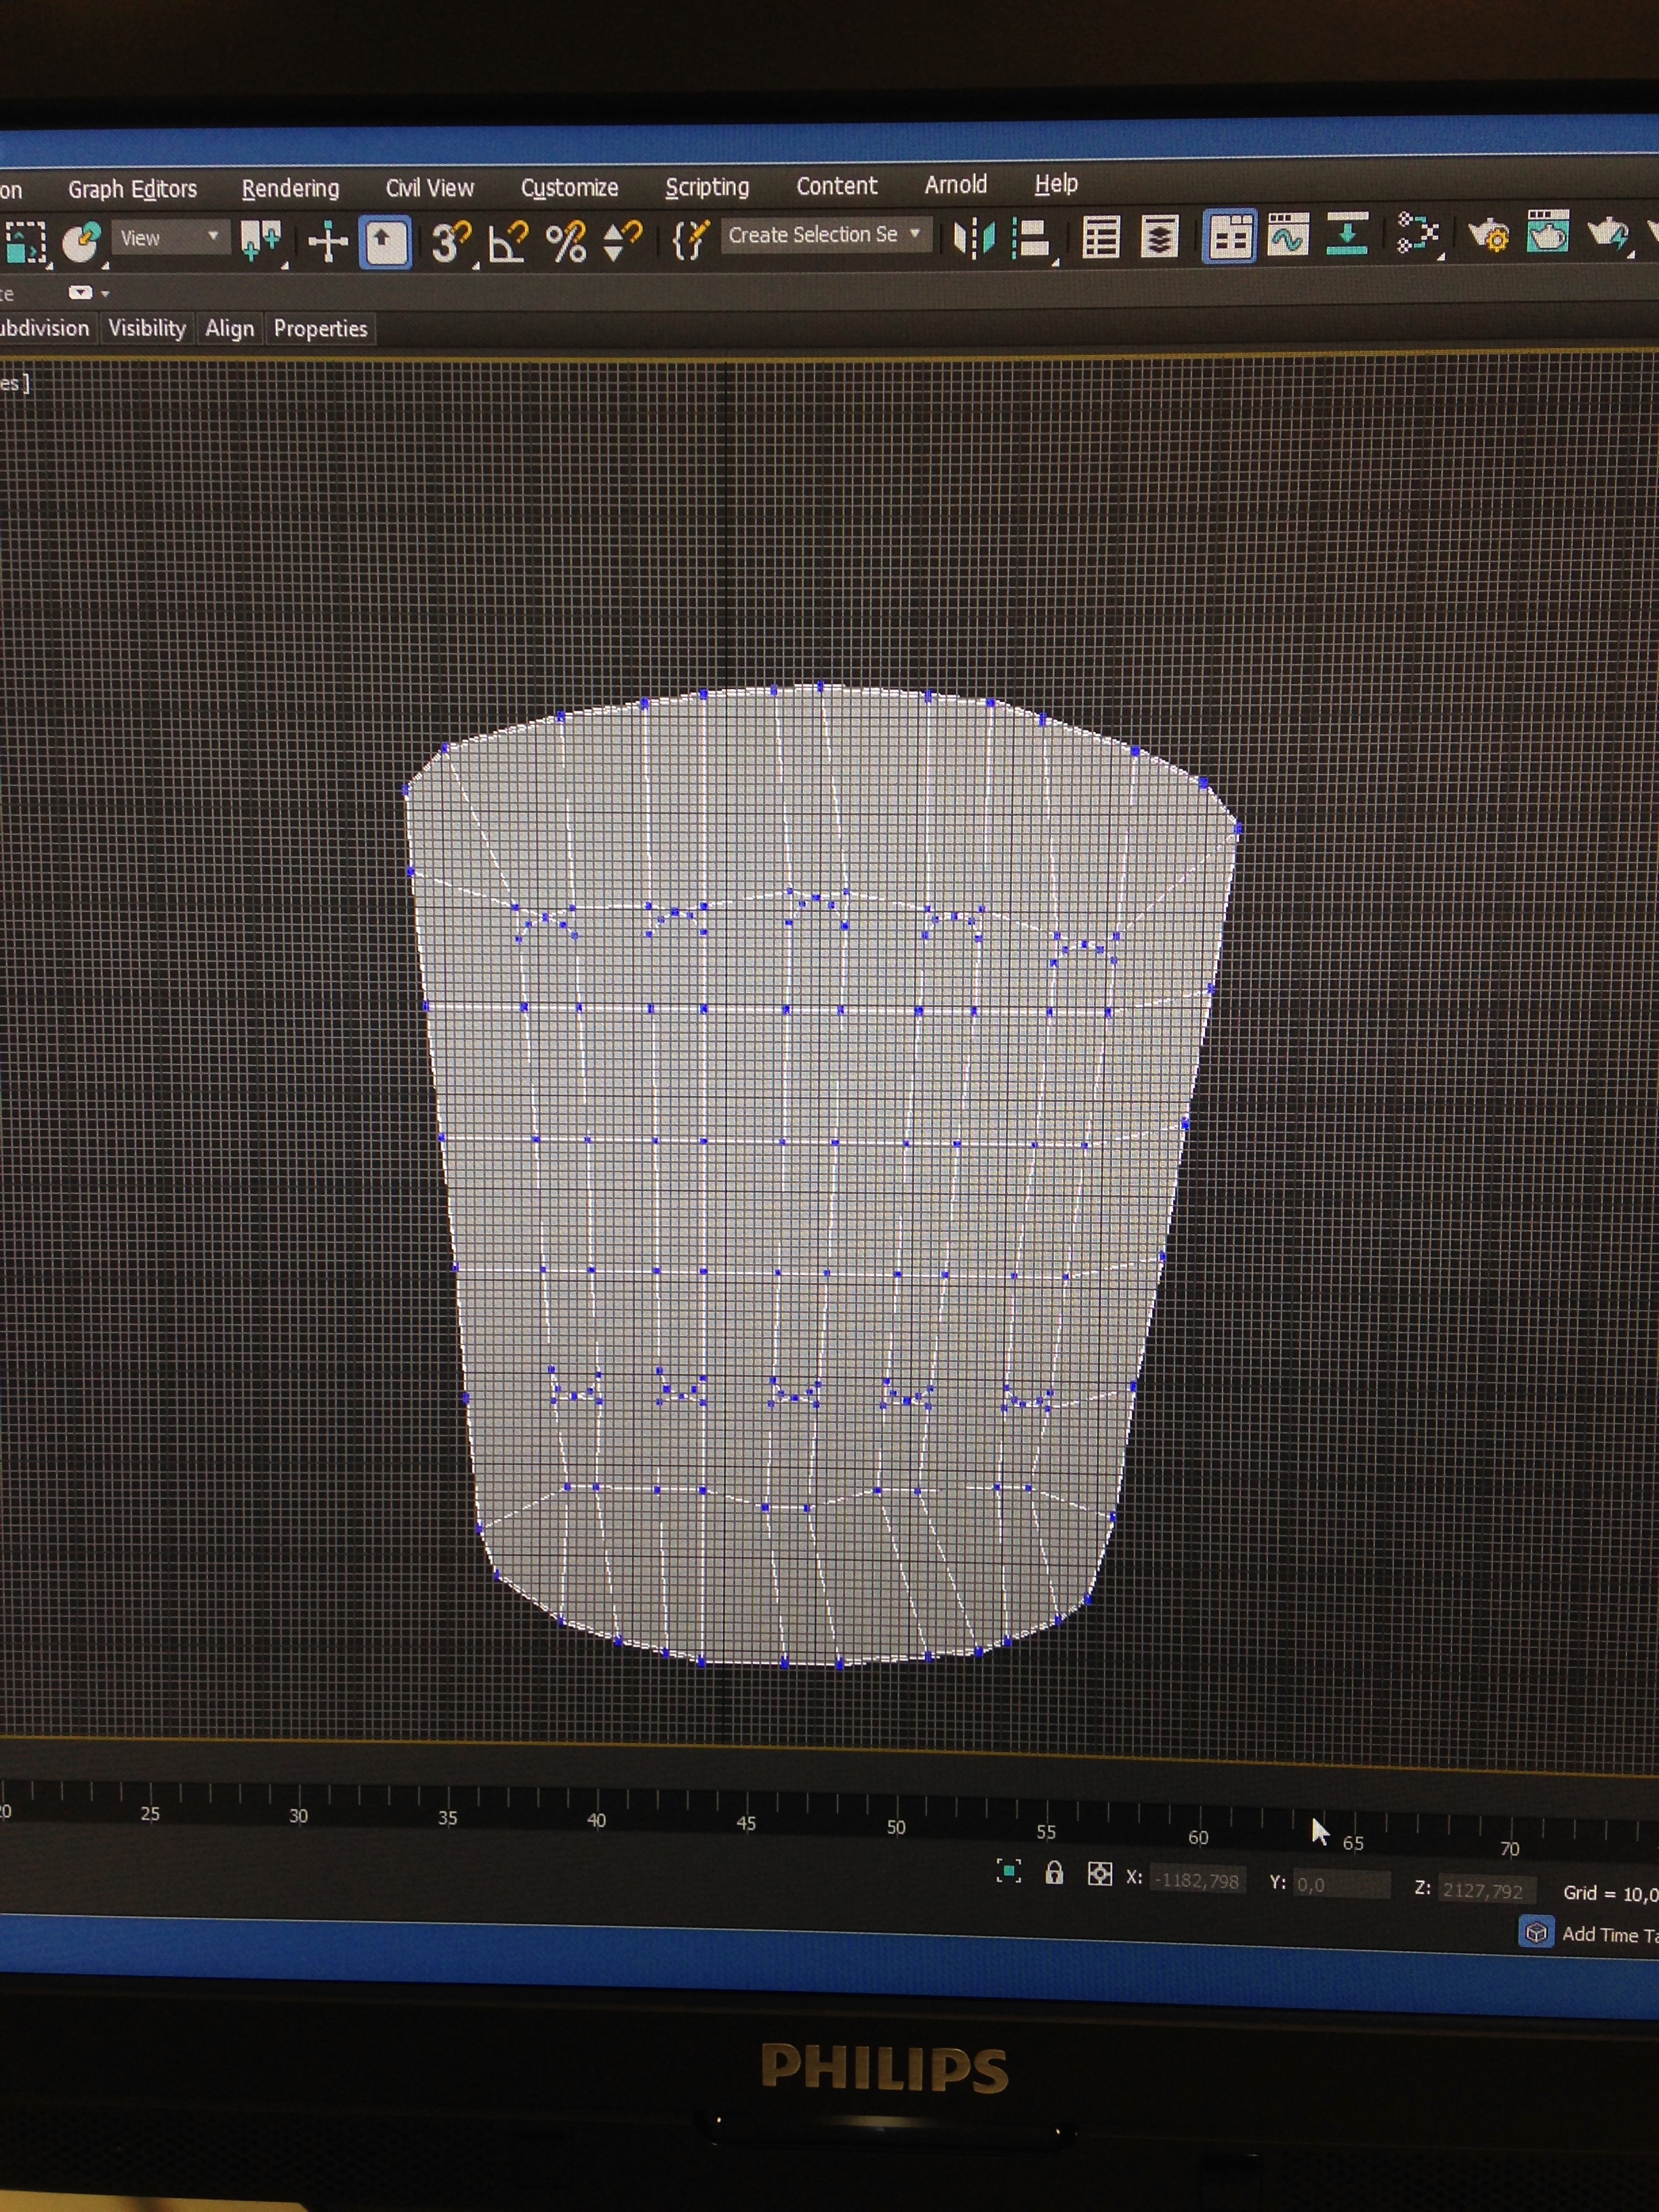 on Graph Editors Rendering Civil View Customize Scripting Content Arnold Help
View 3 % Create Selection Se
te
ubdivision Visibility Align Properties
es ]
20 25 30 35 40 45 50 55 60 65 70
X: -1182,798 Y: 0,0 Z: 2127,792 Grid = 10,0
Add Time Ta
PHILIPS